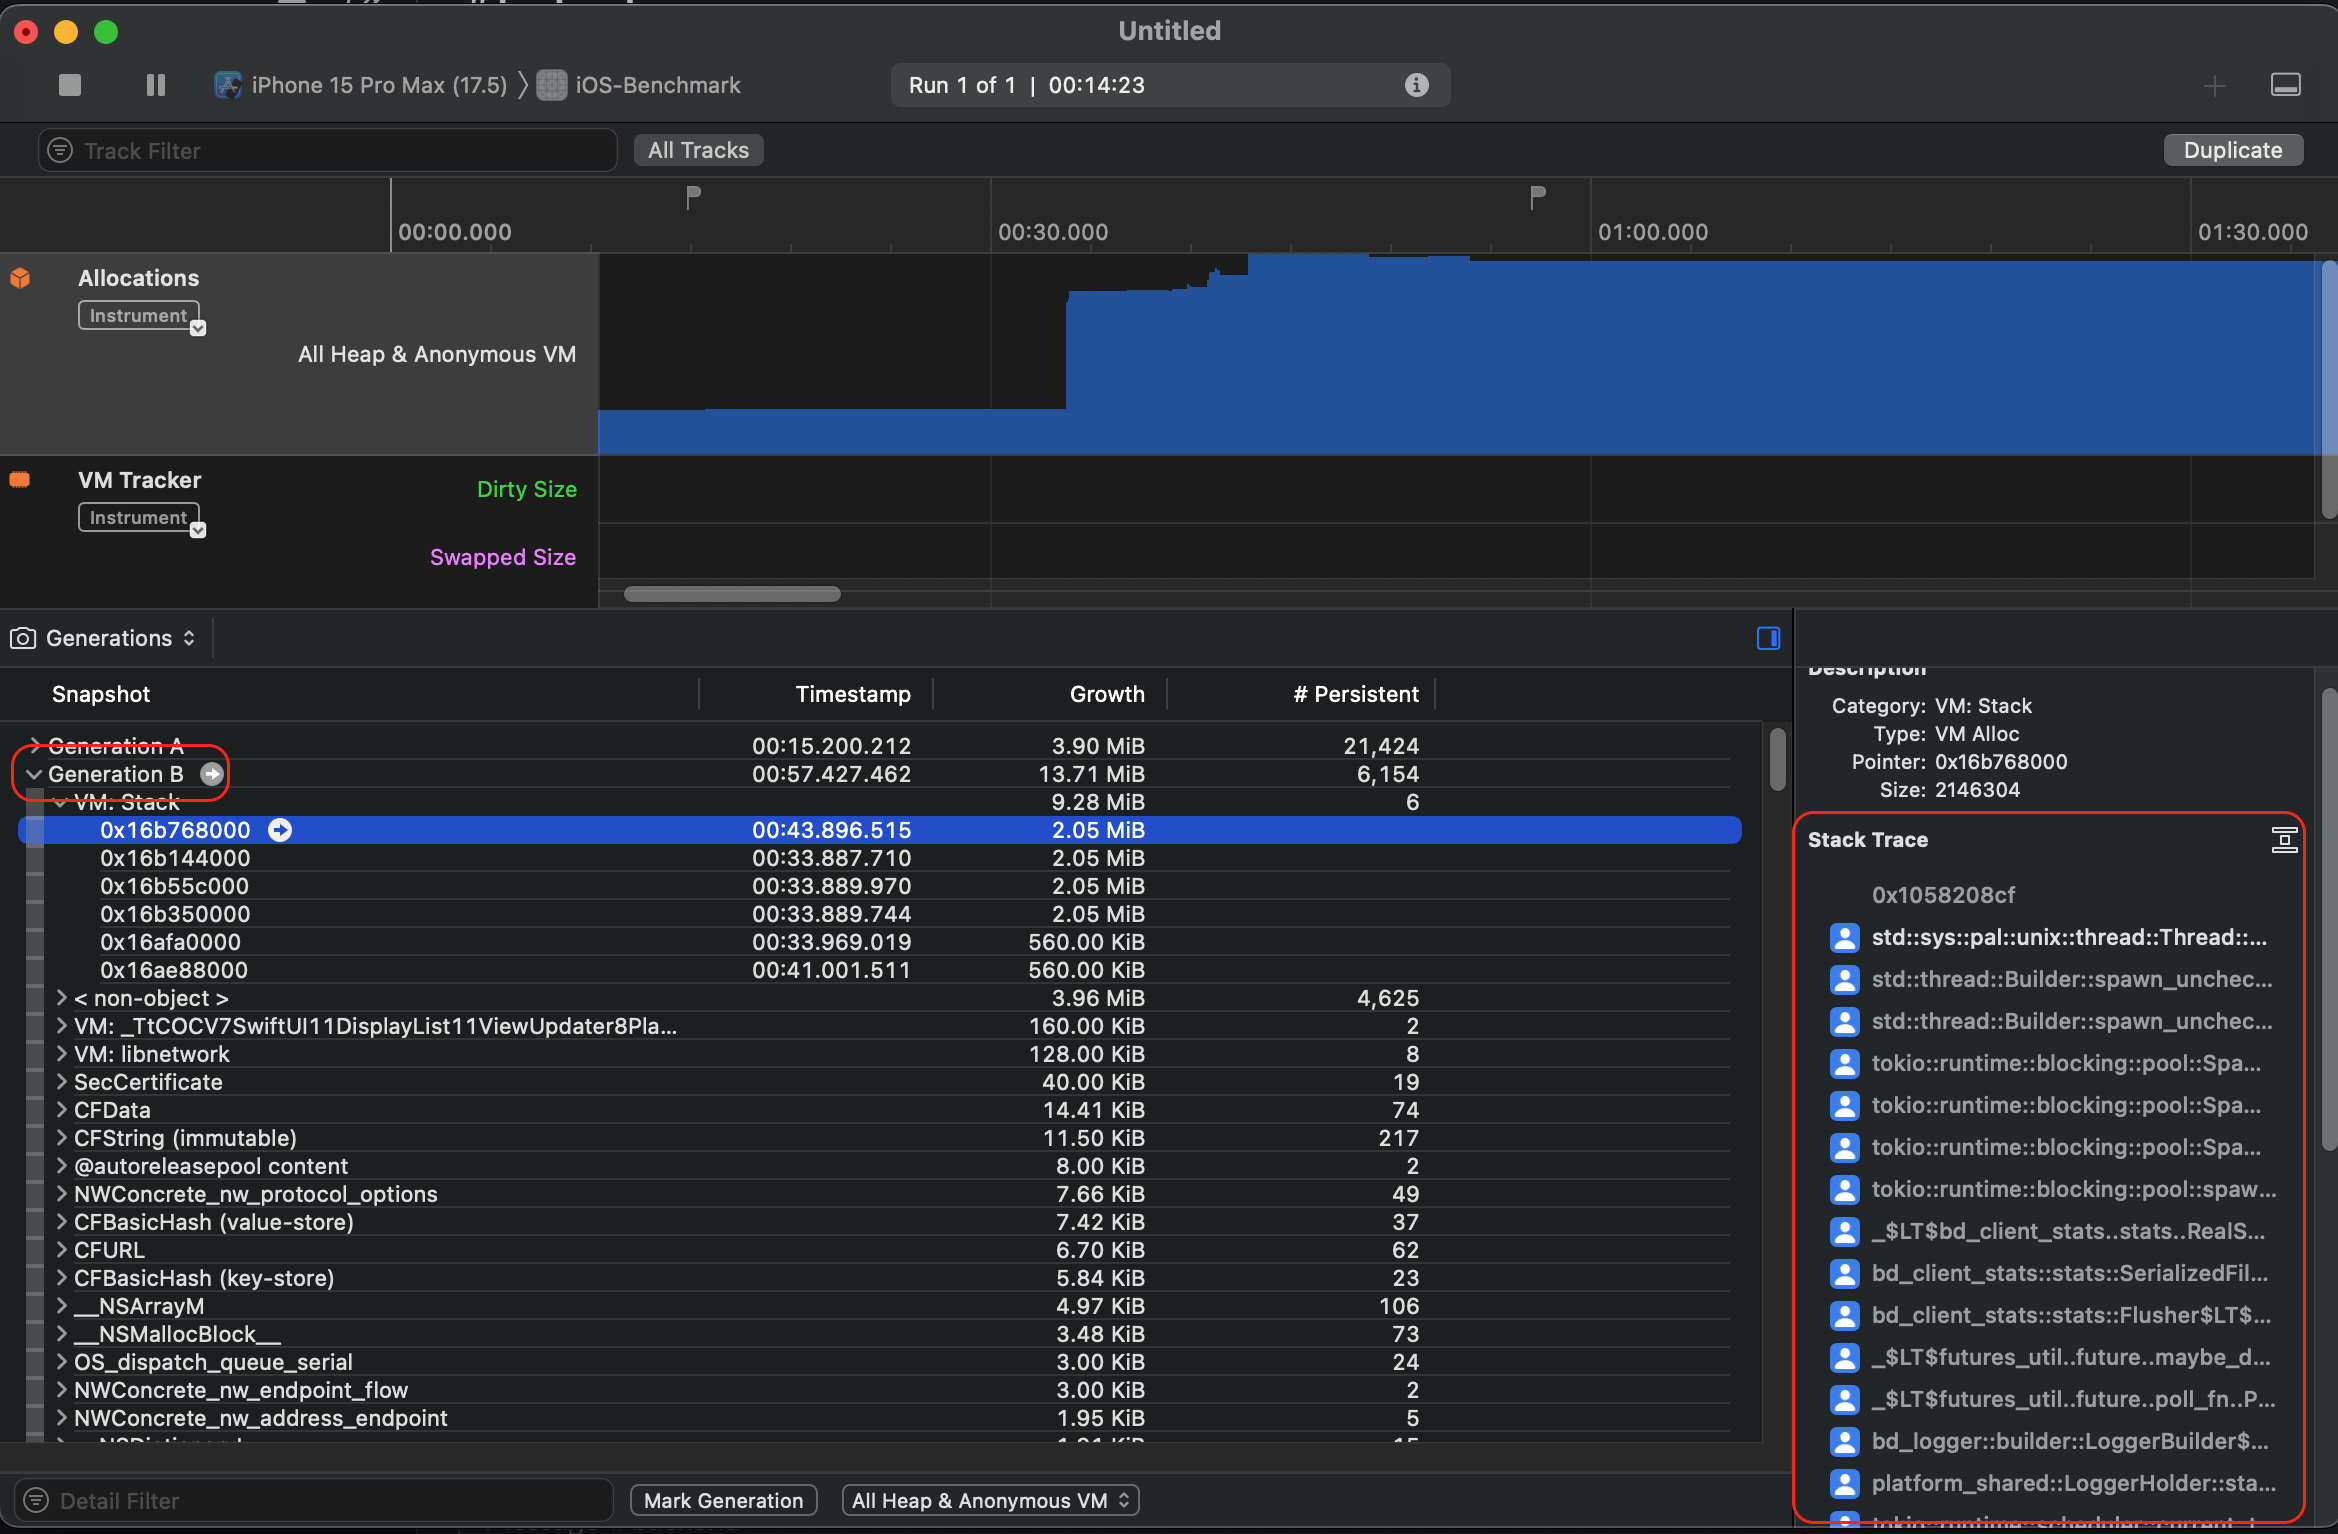 Untitled
iPhone 15 Pro Max (17.5) iOS-Benchmark
Run 1 of 1 | 00:14:23
Track Filter
All Tracks
Duplicate
00:00.000 00:30.000 01:00.000 01:30.000
Allocations
Instrument
All Heap & Anonymous VM
VM Tracker
Instrument
Dirty Size
Swapped Size
Generations
Snapshot Timestamp Growth # Persistent
Generation A 00:15.200.212 3.90 MiB 21,424
Generation B 00:57.427.462 13.71 MiB 6,154
VM: Stack 9.28 MiB 6
0x16b768000 00:43.896.515 2.05 MiB
0x16b144000 00:33.887.710 2.05 MiB
0x16b55c000 00:33.889.970 2.05 MiB
0x16b350000 00:33.889.744 2.05 MiB
0x16afa0000 00:33.969.019 560.00 KiB
0x16ae88000 00:41.001.511 560.00 KiB
< non-object > 3.96 MiB 4,625
VM: _TtCOCV7SwiftUI11DisplayList11ViewUpdater8Pla... 160.00 KiB 2
VM: libnetwork 128.00 KiB 8
SecCertificate 40.00 KiB 19
CFData 14.41 KiB 74
CFString (immutable) 11.50 KiB 217
@autoreleasepool content 8.00 KiB 2
NWConcrete_nw_protocol_options 7.66 KiB 49
CFBasicHash (value-store) 7.42 KiB 37
CFURL 6.70 KiB 62
CFBasicHash (key-store) 5.84 KiB 23
__NSArrayM 4.97 KiB 106
__NSMallocBlock__ 3.48 KiB 73
OS_dispatch_queue_serial 3.00 KiB 24
NWConcrete_nw_endpoint_flow 3.00 KiB 2
NWConcrete_nw_address_endpoint 1.95 KiB 5
Detail Filter
Mark Generation
All Heap & Anonymous VM
Description
Category: VM: Stack
Type: VM Alloc
Pointer: 0x16b768000
Size: 2146304
Stack Trace
0x1058208cf
std::sys::pal::unix::thread::Thread::...
std::thread::Builder::spawn_unchec...
std::thread::Builder::spawn_unchec...
tokio::runtime::blocking::pool::Spa...
tokio::runtime::blocking::pool::Spa...
tokio::runtime::blocking::pool::Spa...
tokio::runtime::blocking::pool::spaw...
_$LT$bd_client_stats..stats..RealS...
bd_client_stats::stats::SerializedFil...
bd_client_stats::stats::Flusher$LT$...
_$LT$futures_util..future..maybe_d...
_$LT$futures_util..future..poll_fn..P...
bd_logger::builder::LoggerBuilder$...
platform_shared::LoggerHolder::sta...